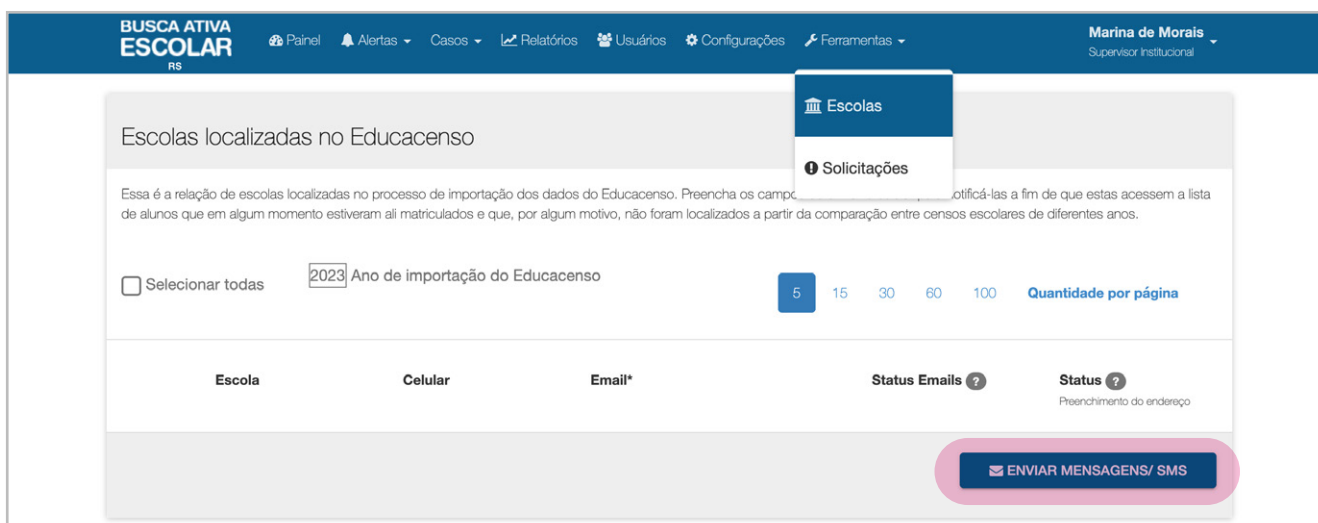 BUSCA ATIVA
ESCOLAR
RS
Painel Alertas Casos Relatórios Usuários Configurações Ferramentas
Marina de Morais
Supervisor Institucional
Escolas
Solicitações
Escolas localizadas no Educacenso
Essa é a relação de escolas localizadas no processo de importação dos dados do Educacenso. Preencha os campo otificá-las a fim de que estas acessem a lista
de alunos que em algum momento estiveram ali matriculados e que, por algum motivo, não foram localizados a partir da comparação entre censos escolares de diferentes anos.
Selecionar todas 2023 Ano de importação do Educacenso
5 15 30 60 100 Quantidade por página
Escola Celular Email* Status Emails ? Status ?
Preenchimento do endereço
ENVIAR MENSAGENS/ SMS